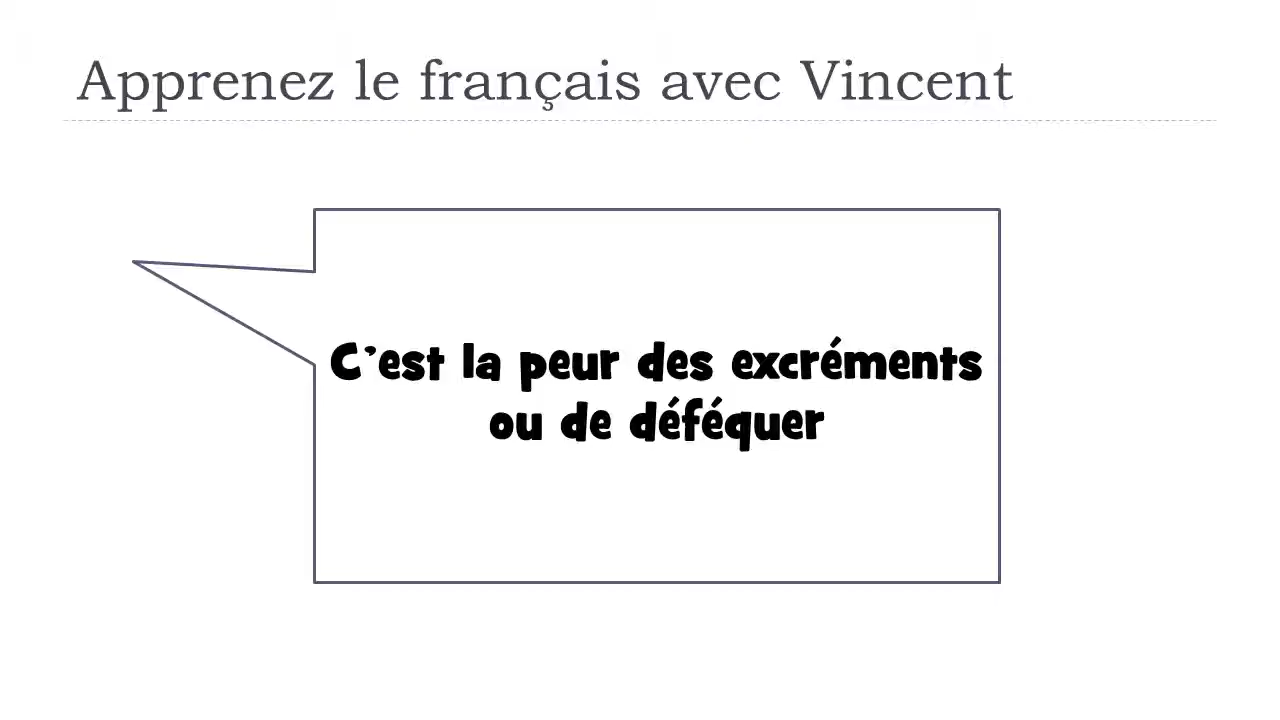 Apprenez le français avec Vincent
C'est la peur des excréments
ou de déféquer